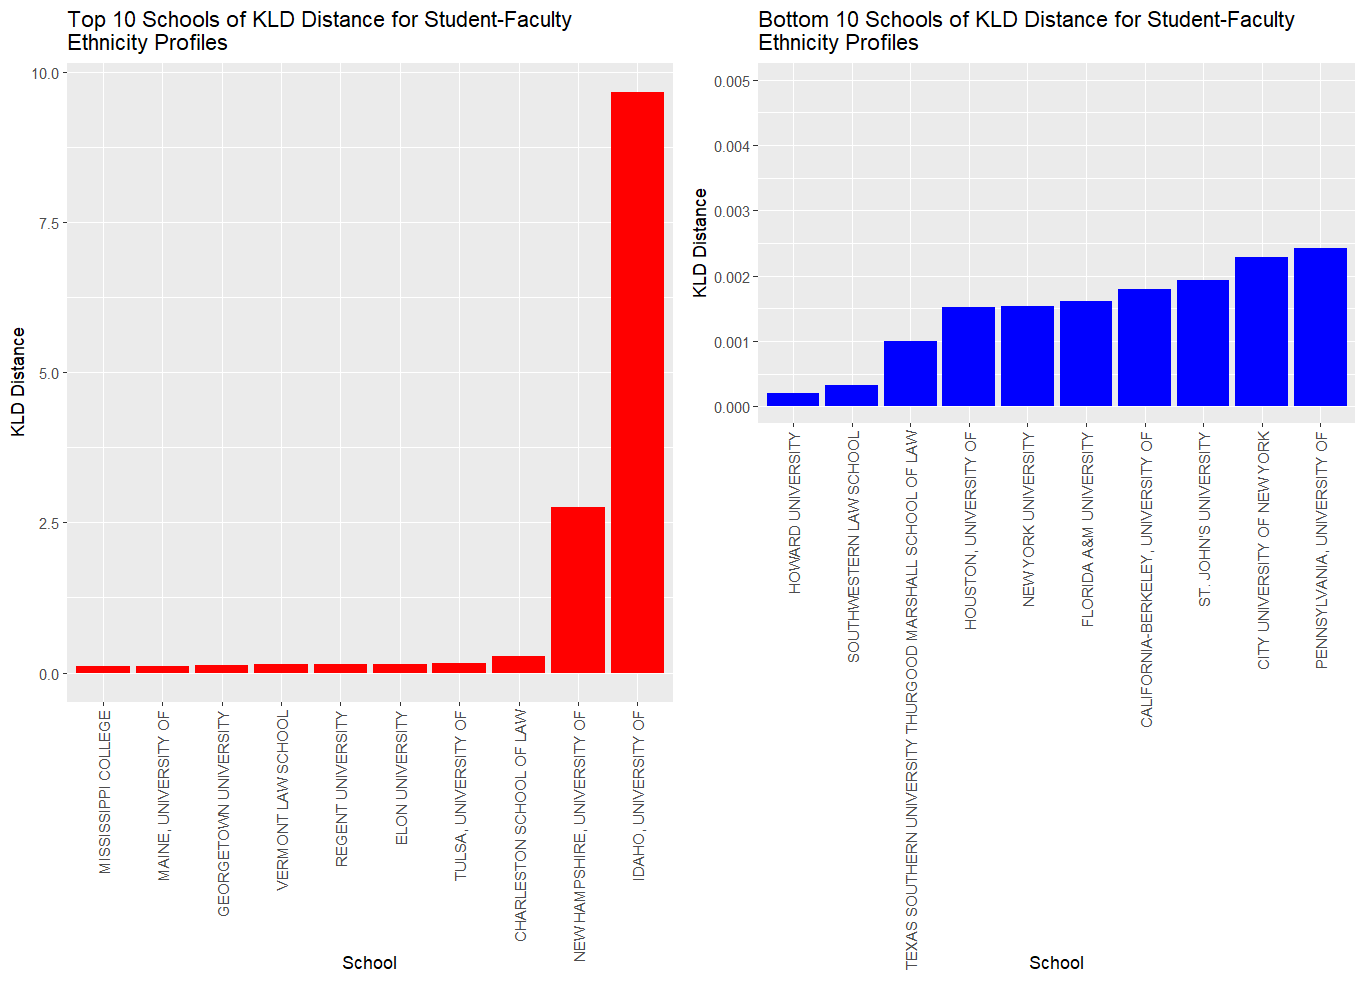 Top 10 Schools of KLD Distance for Student-Faculty
Ethnicity Profiles
10.0
7.5
5.0
2.5
0.0
KLD Distance
MISSISSIPPI COLLEGE
MAINE, UNIVERSITY OF
GEORGETOWN UNIVERSITY
VERMONT LAW SCHOOL
REGENT UNIVERSITY
ELON UNIVERSITY
TULSA, UNIVERSITY OF
CHARLESTON SCHOOL OF LAW
NEW HAMPSHIRE, UNIVERSITY OF
IDAHO, UNIVERSITY OF
School
Bottom 10 Schools of KLD Distance for Student-Faculty
Ethnicity Profiles
0.005
0.004
0.003
0.002
0.001
0.000
KLD Distance
HOWARD UNIVERSITY
SOUTHWESTERN LAW SCHOOL
TEXAS SOUTHERN UNIVERSITY THURGOOD MARSHALL SCHOOL OF LAW
HOUSTON, UNIVERSITY OF
NEW YORK UNIVERSITY
FLORIDA A&M UNIVERSITY
CALIFORNIA-BERKELEY, UNIVERSITY OF
ST. JOHN'S UNIVERSITY
CITY UNIVERSITY OF NEW YORK
PENNSYLVANIA, UNIVERSITY OF
School